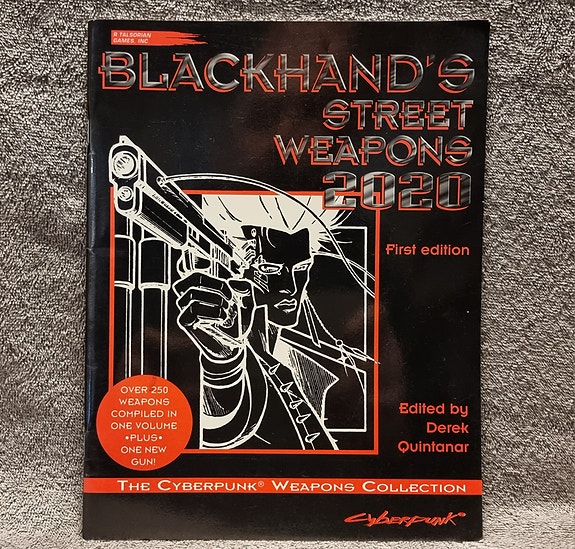 R.TALSORIAN
GAMES, INC.
BLACKHAND'S
STREET
WEAPONS
2020
First edition
OVER 250
WEAPONS
COMPILED IN
ONE VOLUME
•PLUS•
ONE NEW
GUN!
Edited by
Derek
Quintanar
THE CYBERPUNK® WEAPONS COLLECTION
CYBERPUNK®